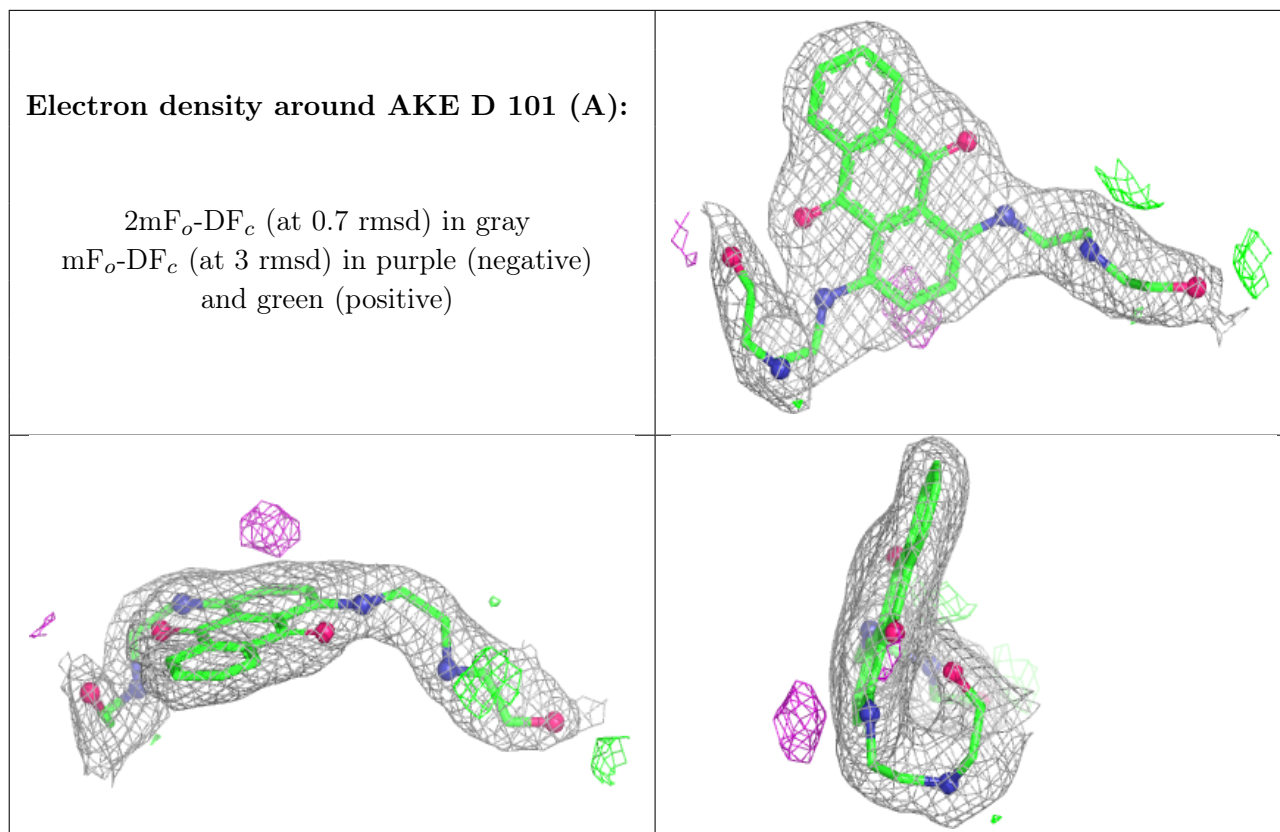 Electron density around AKE D 101 (A):
2mFₒ-DF𝒸 (at 0.7 rmsd) in gray
mFₒ-DF𝒸 (at 3 rmsd) in purple (negative)
and green (positive)